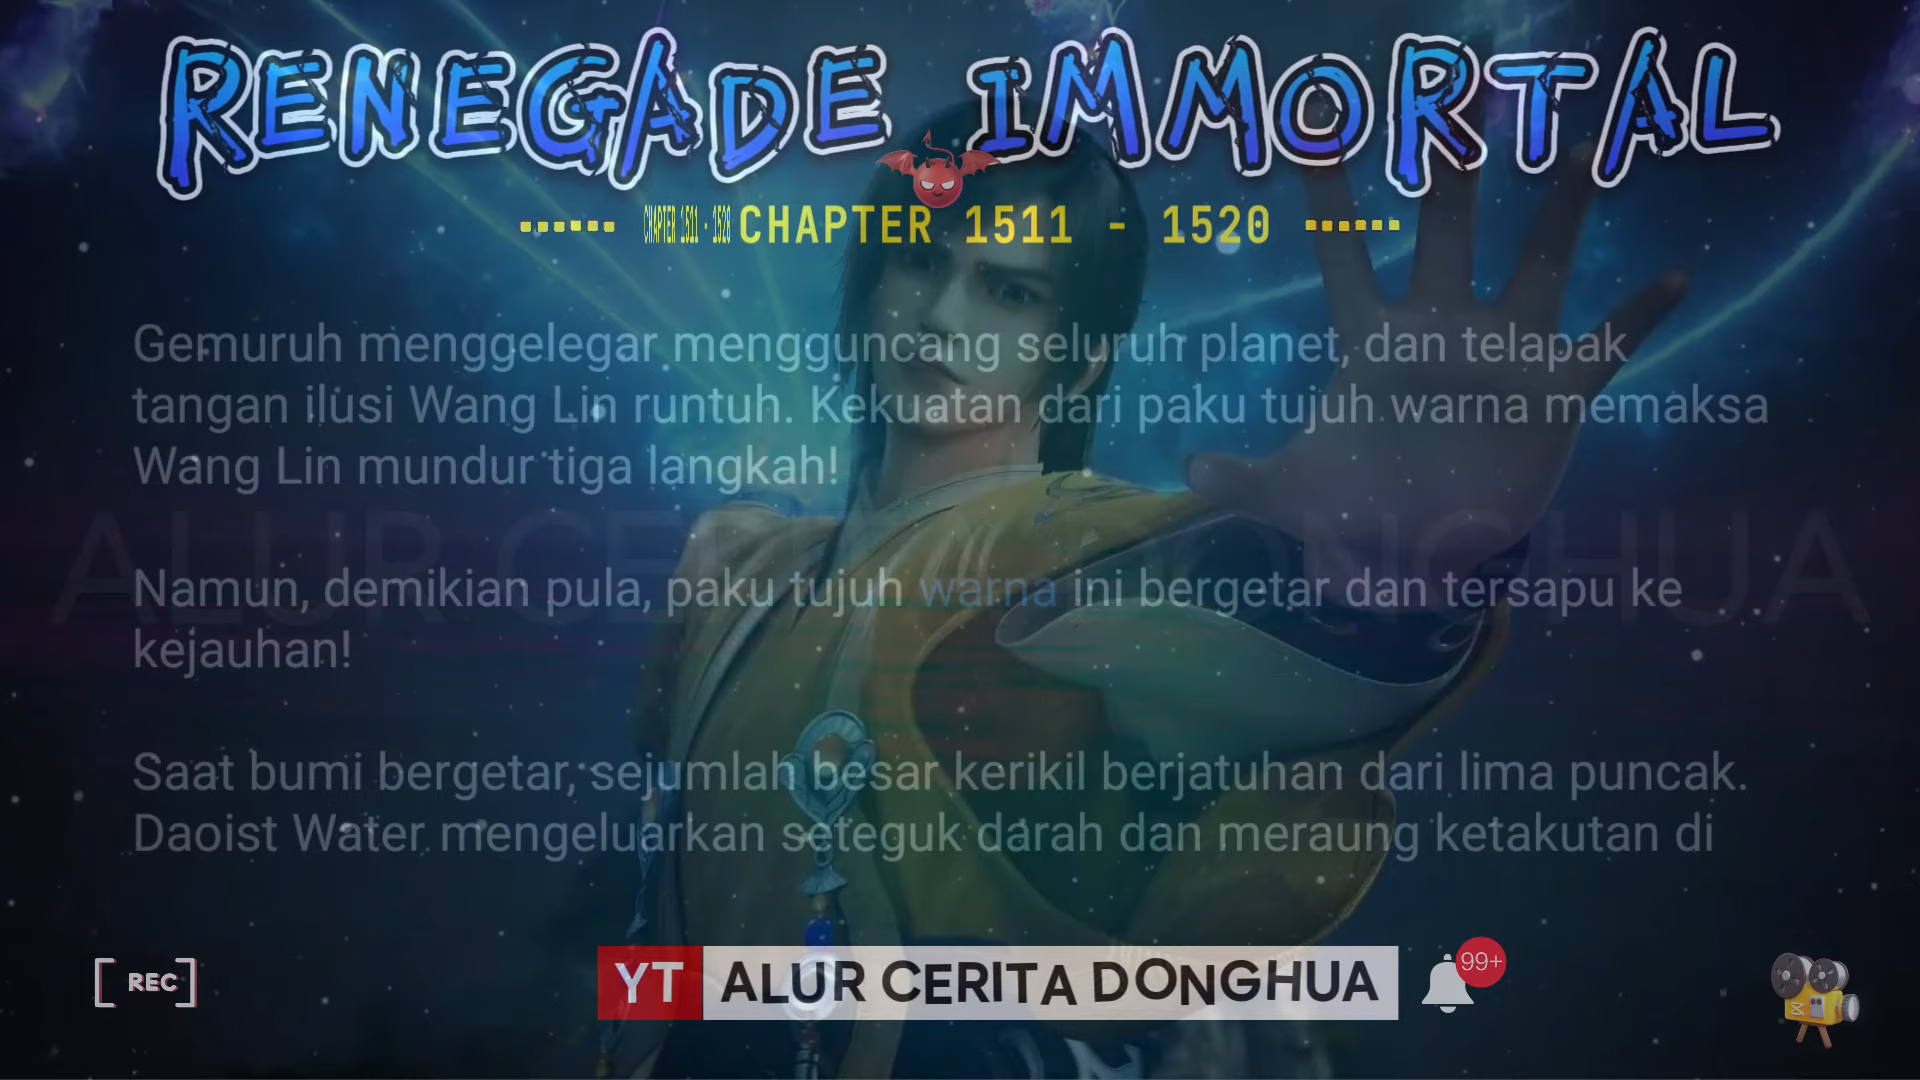 RENEGADE IMMORTAL
CHAPTER 1511 - 1520 CHAPTER 1511 - 1520
Gemuruh menggelegar mengguncang seluruh planet, dan telapak
tangan ilusi Wang Lin runtuh. Kekuatan dari paku tujuh warna memaksa
Wang Lin mundur tiga langkah!
ALUR CERITA DONGHUA
Namun, demikian pula, paku tujuh warna ini bergetar dan tersapu ke
kejauhan!
Saat bumi bergetar, sejumlah besar kerikil berjatuhan dari lima puncak.
Daoist Water mengeluarkan seteguk darah dan meraung ketakutan di
REC
YT ALUR CERITA DONGHUA
99+